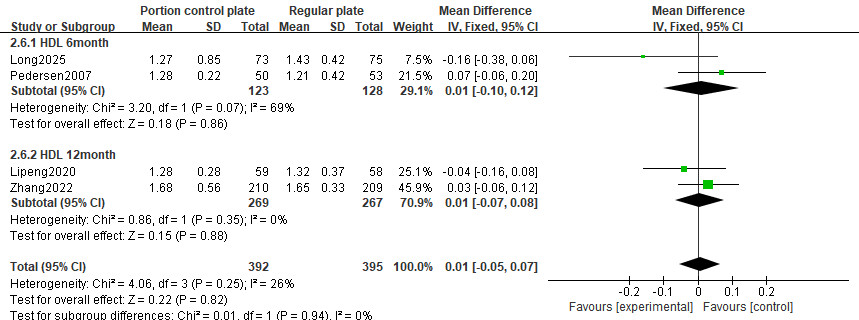 Portion control plate Regular plate Mean Difference Mean Difference
Study or Subgroup Mean SD Total Mean SD Total Weight IV, Fixed, 95% CI IV, Fixed, 95% CI
2.6.1 HDL 6month
Long2025 1.27 0.85 73 1.43 0.42 75 7.5% -0.16 (-0.38, 0.06)
Pedersen2007 1.28 0.22 50 1.21 0.42 53 21.5% 0.07 (-0.06, 0.20)
Subtotal (95% CI) 123 128 29.1% 0.01 (-0.10, 0.12)
Heterogeneity: Chi² = 3.20, df = 1 (P = 0.07); I² = 69%
Test for overall effect: Z = 0.18 (P = 0.86)
2.6.2 HDL 12month
Lipeng2020 1.28 0.28 59 1.32 0.37 58 25.1% -0.04 (-0.16, 0.08)
Zhang2022 1.68 0.56 210 1.65 0.33 209 45.9% 0.03 (-0.06, 0.12)
Subtotal (95% CI) 269 267 70.9% 0.01 (-0.07, 0.08)
Heterogeneity: Chi² = 0.86, df = 1 (P = 0.35); I² = 0%
Test for overall effect: Z = 0.15 (P = 0.88)
Total (95% CI) 392 395 100.0% 0.01 (-0.05, 0.07)
Heterogeneity: Chi² = 4.06, df = 3 (P = 0.25); I² = 26%
Test for overall effect: Z = 0.22 (P = 0.82)
Test for subgroup differences: Chi² = 0.01, df = 1 (P = 0.94), I² = 0%
-0.2 -0.1 0 0.1 0.2
Favours [experimental] Favours [control]